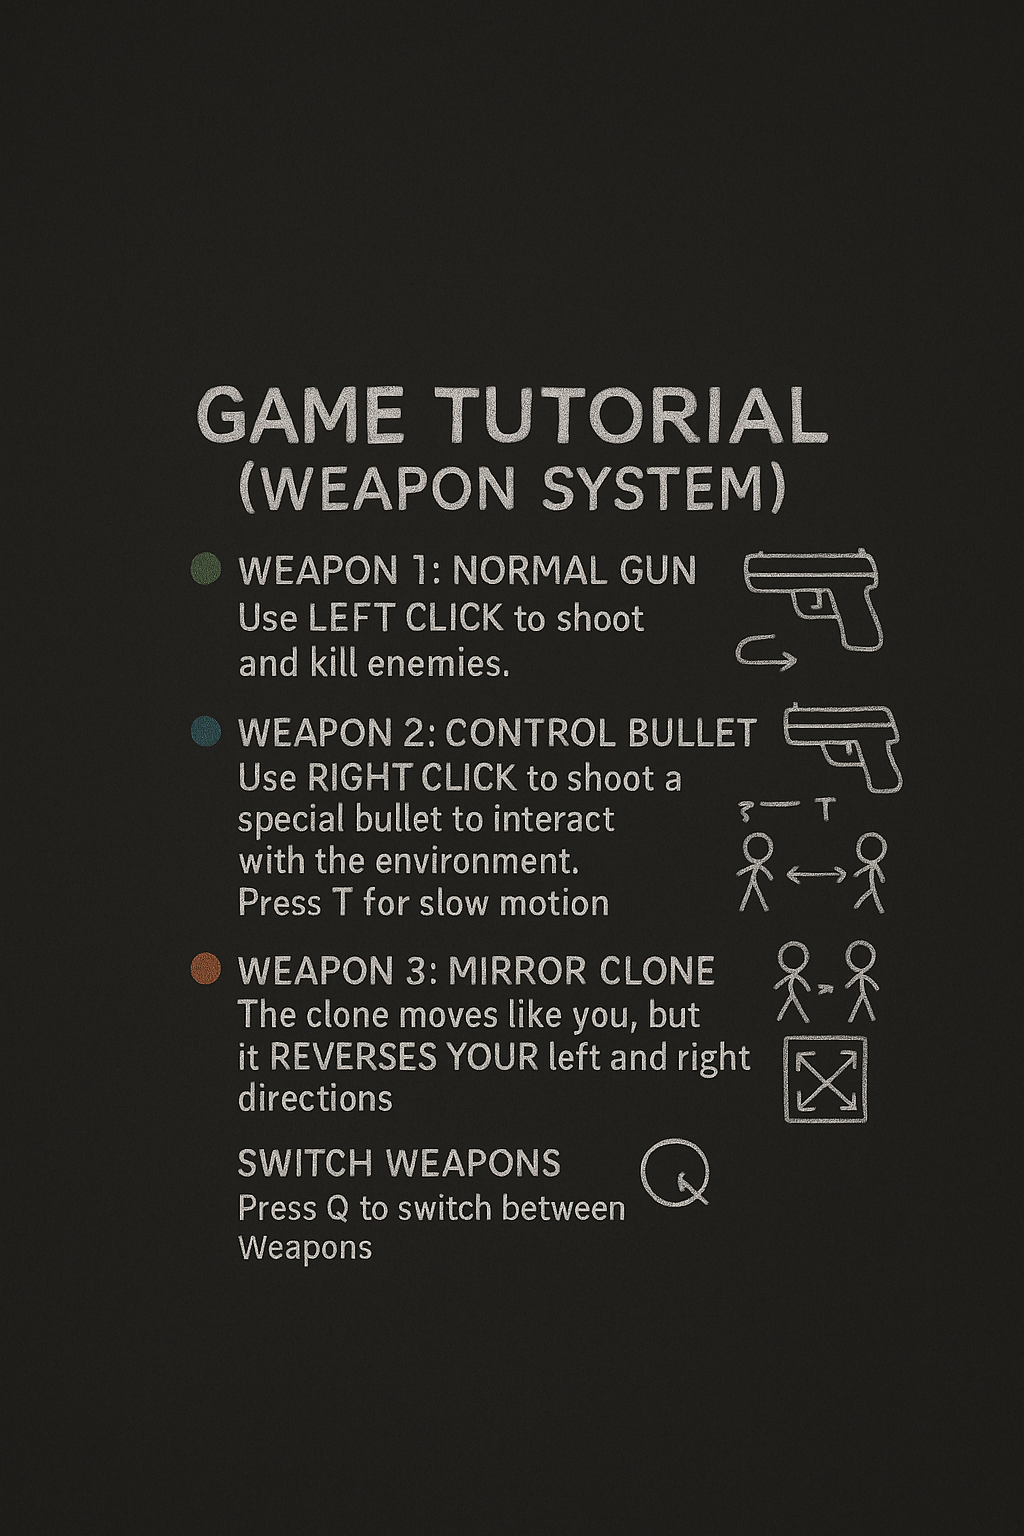 GAME TUTORIAL
(WEAPON SYSTEM)
WEAPON 1: NORMAL GUN
Use LEFT CLICK to shoot
and kill enemies.
WEAPON 2: CONTROL BULLET
Use RIGHT CLICK to shoot a
special bullet to interact
with the environment.
Press T for slow motion
T
WEAPON 3: MIRROR CLONE
The clone moves like you, but
it REVERSES YOUR left and right
directions
SWITCH WEAPONS
Press Q to switch between
Weapons
Q